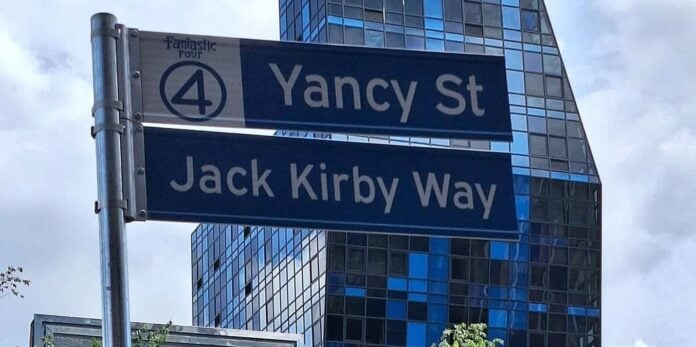 Fantastic
Four
4
Yancy St
Jack Kirby Way